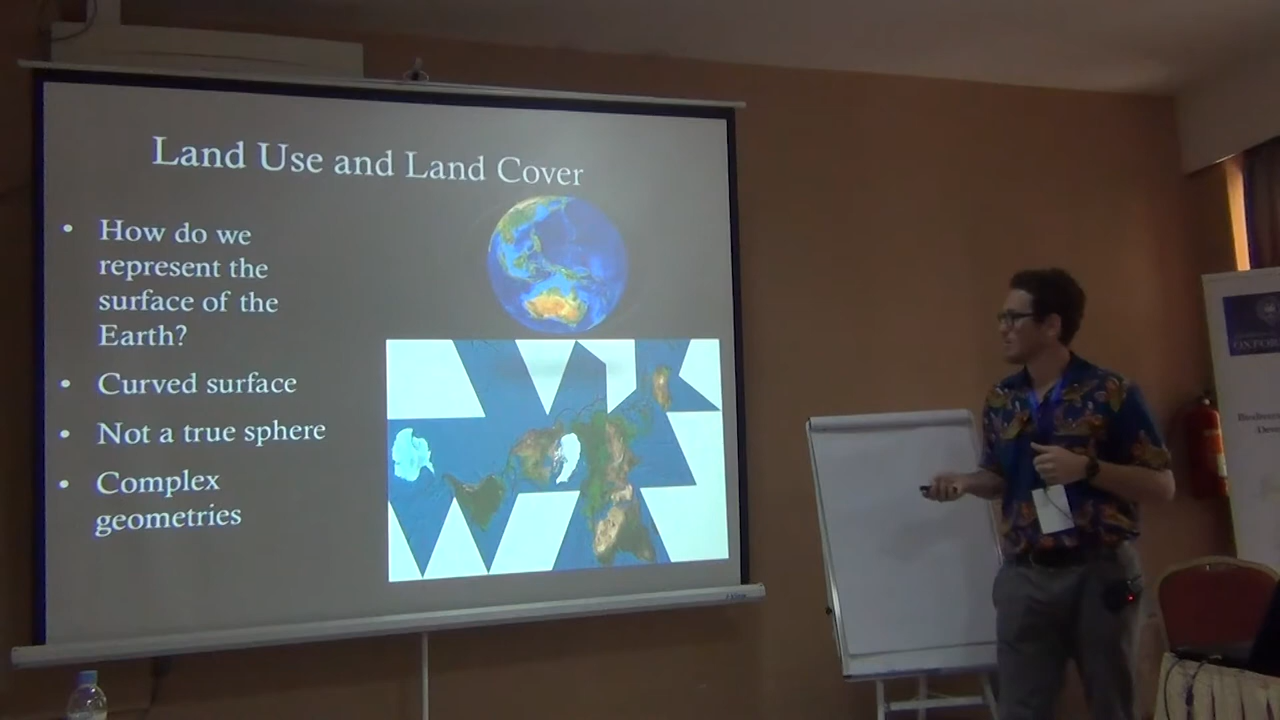 Land Use and Land Cover
• How do we
represent the
surface of the
Earth?
• Curved surface
• Not a true sphere
• Complex
geometries
OXFOR